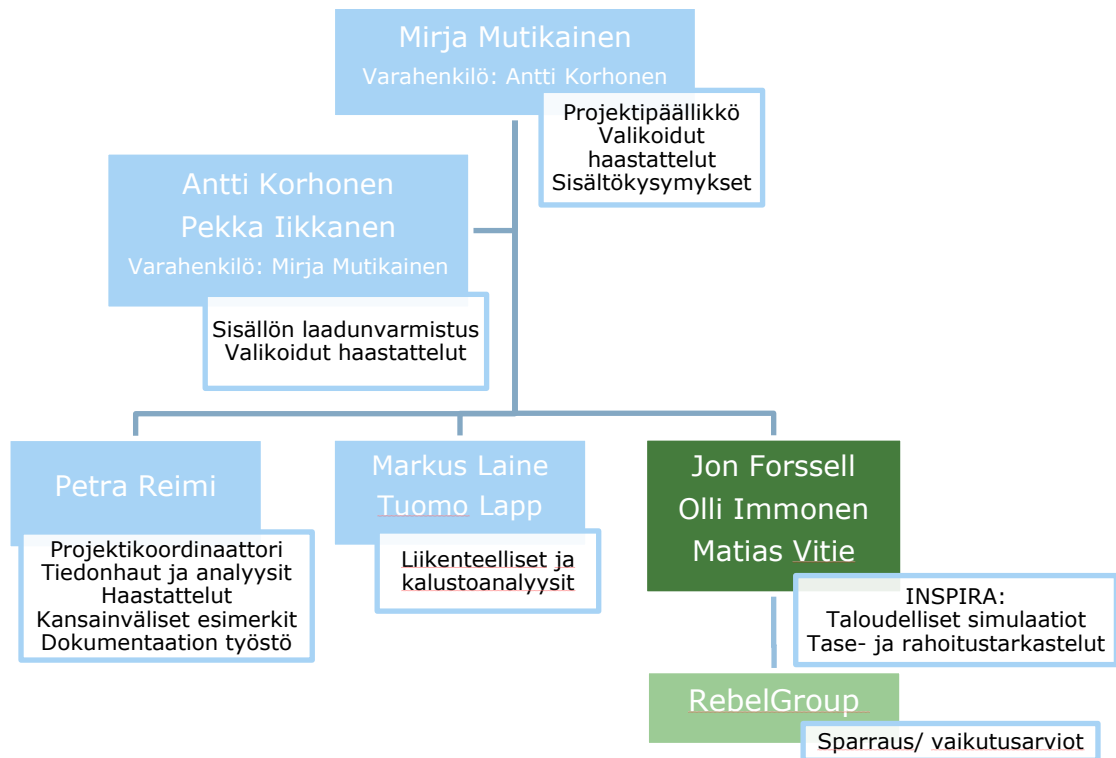 Mirja Mutikainen
Varahenkilö: Antti Korhonen
Projektipäällikkö
Valikoidut
haastattelut
Sisältökysymykset
Antti Korhonen
Pekka Iikkanen
Varahenkilö: Mirja Mutikainen
Sisällön laadunvarmistus
Valikoidut haastattelut
Petra Reimi
Projektikoordinaattori
Tiedonhaut ja analyysit
Haastattelut
Kansainväliset esimerkit
Dokumentaation työstö
Markus Laine
Tuomo Lapp
Liikenteelliset ja
kalustoanalyysit
Jon Forssell
Olli Immonen
Matias Vitie
INSPIRA:
Taloudelliset simulaatiot
Tase- ja rahoitustarkastelut
RebelGroup
Sparraus/ vaikutusarviot